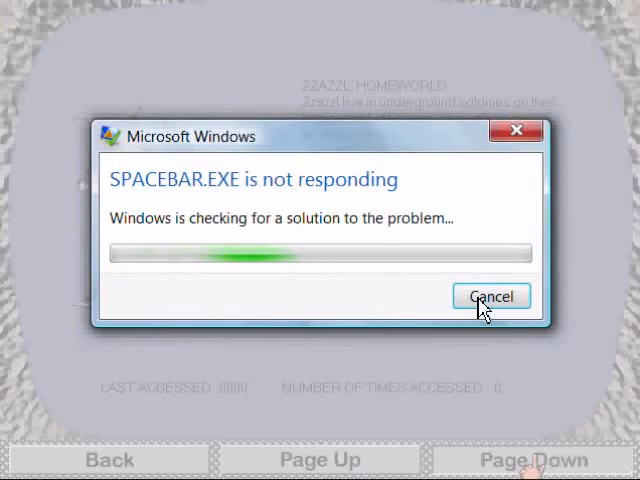 ZZAZZL HOMEWORLD
Zzazzl live in underground colonies on their
Microsoft Windows
SPACEBAR.EXE is not responding
Windows is checking for a solution to the problem...
Cancel
LAST ACCESSED .0000 NUMBER OF TIMES ACCESSED 0.
Back Page Up Page Down